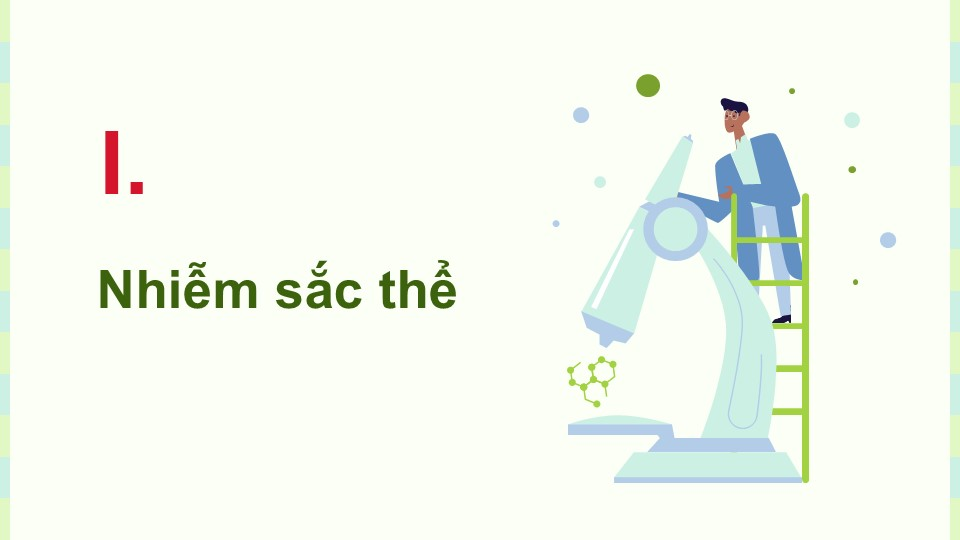 I.
Nhiễm sắc thể